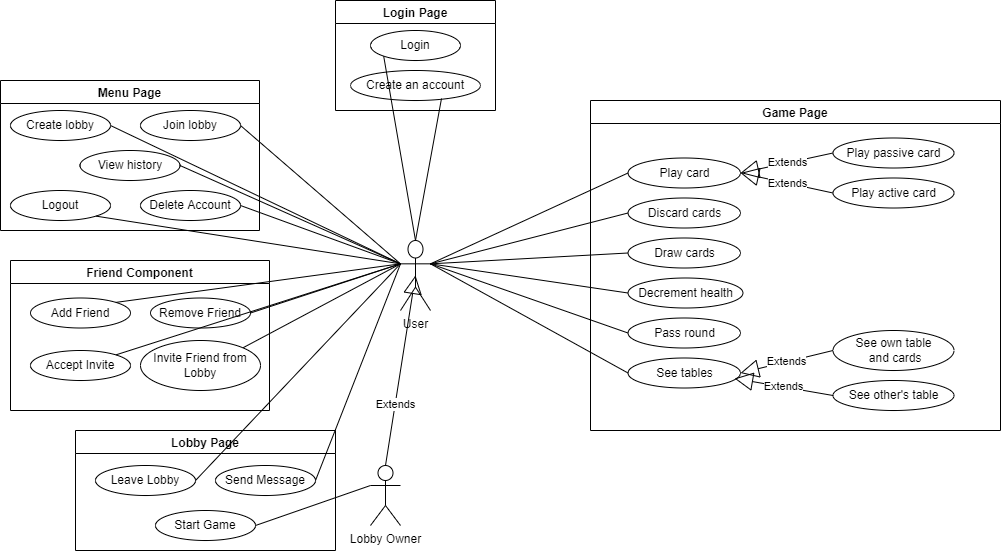 Login Page
Login
Create an account
Menu Page
Create lobby
Join lobby
View history
Logout
Delete Account
Friend Component
Add Friend
Remove Friend
Accept Invite
Invite Friend from
Lobby
Lobby Page
Leave Lobby
Send Message
Start Game
User
Extends
Lobby Owner
Game Page
Play card
Extends
Play passive card
Extends
Play active card
Discard cards
Draw cards
Decrement health
Pass round
See tables
Extends
See own table
and cards
Extends
See other's table